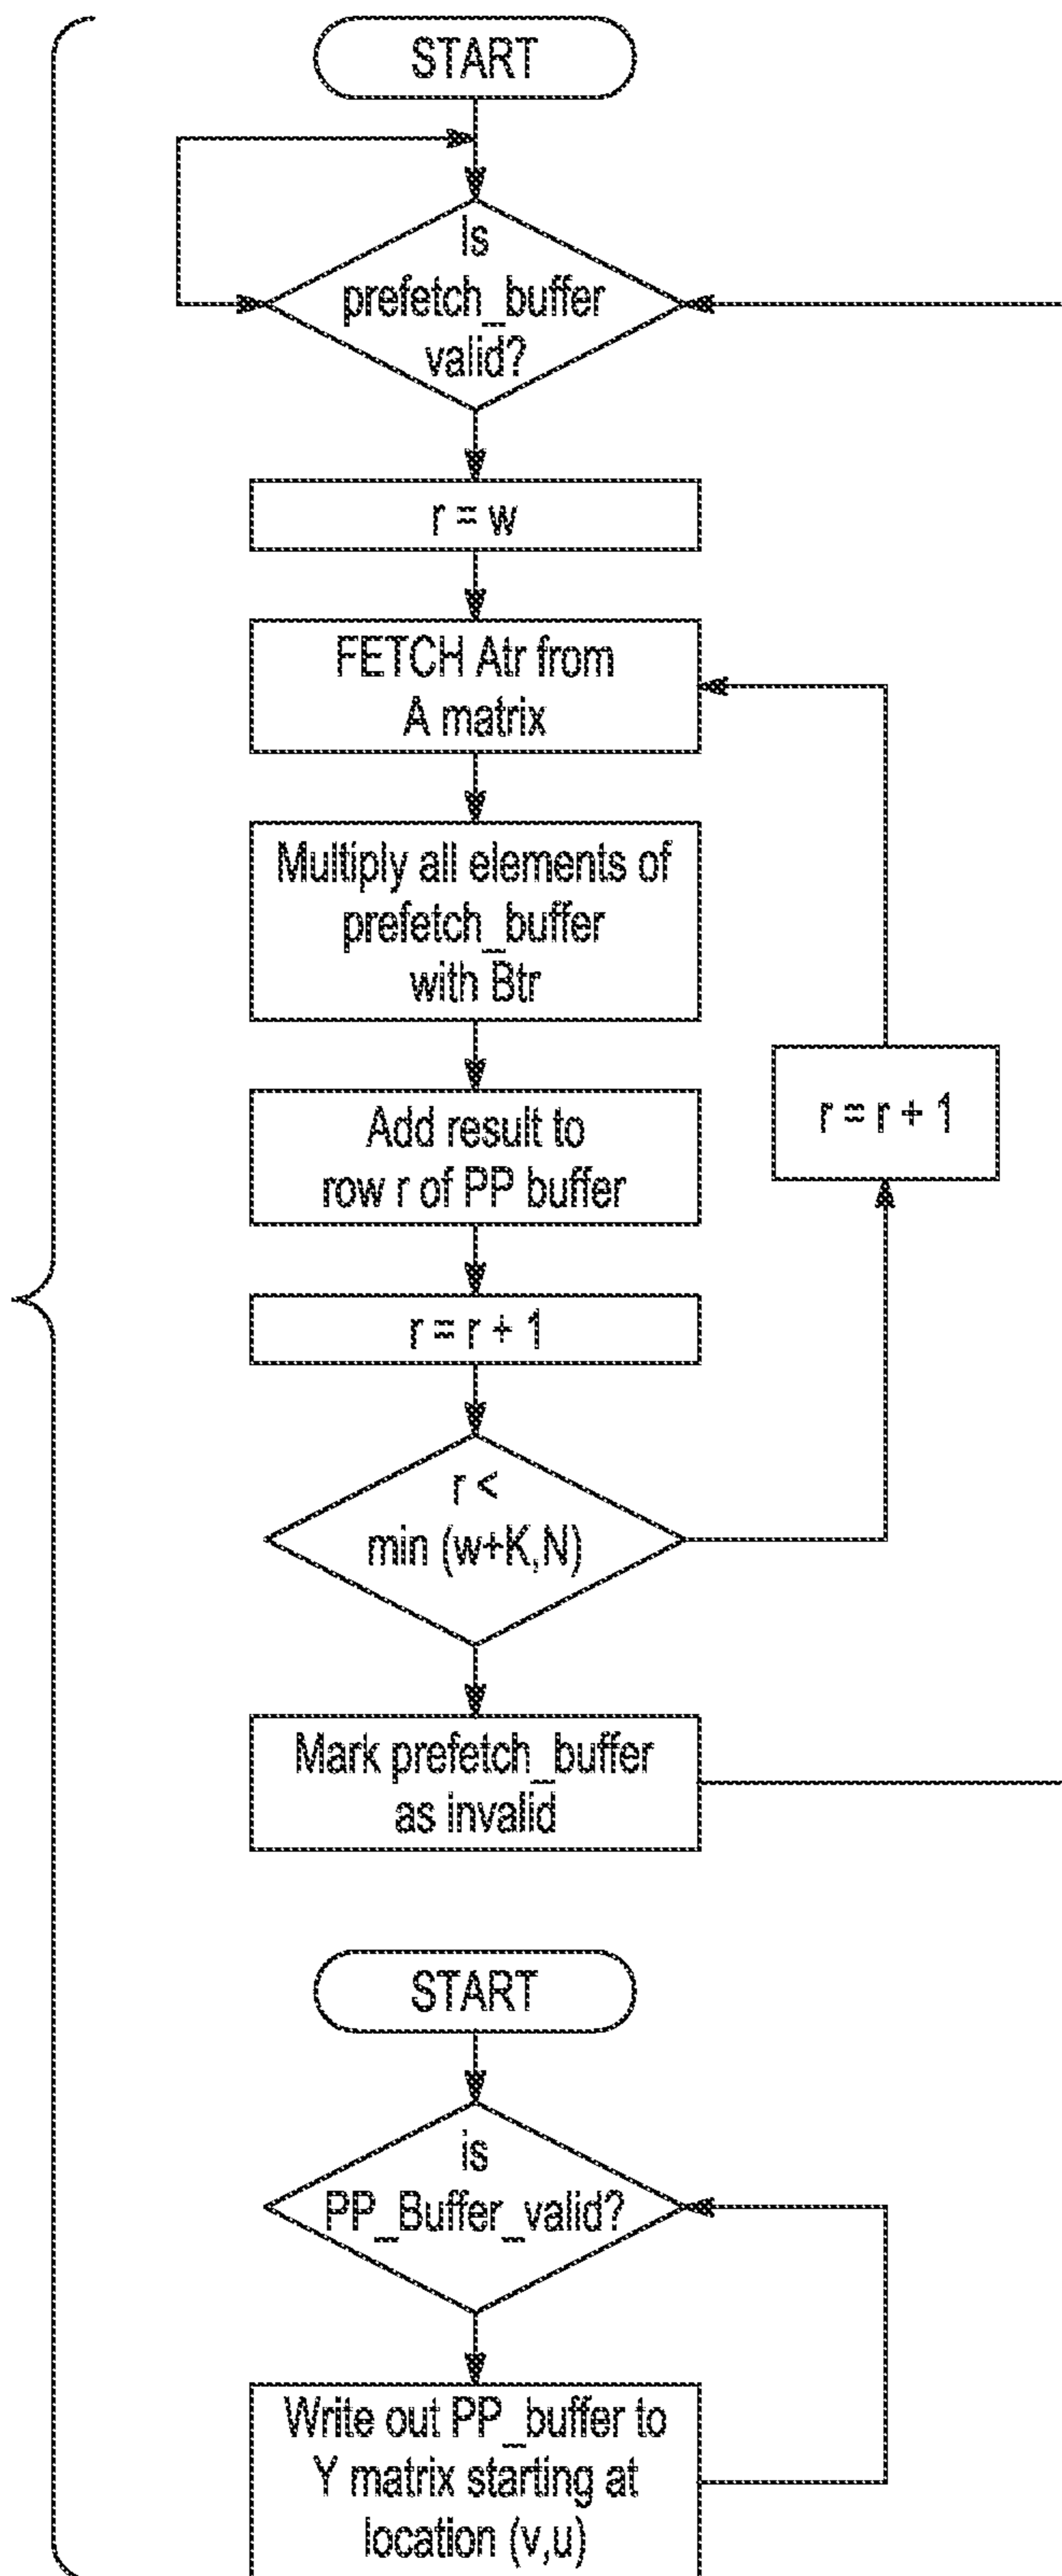 START
Is
prefetch_buffer
valid?
r = w
FETCH Atr from
A matrix
Multiply all elements of
prefetch_buffer
with Btr
Add result to
row r of PP buffer
r = r + 1
r = r + 1
r <
min (w+K,N)
Mark prefetch_buffer
as invalid
START
is
PP_Buffer_valid?
Write out PP_buffer to
Y matrix starting at
location (v,u)